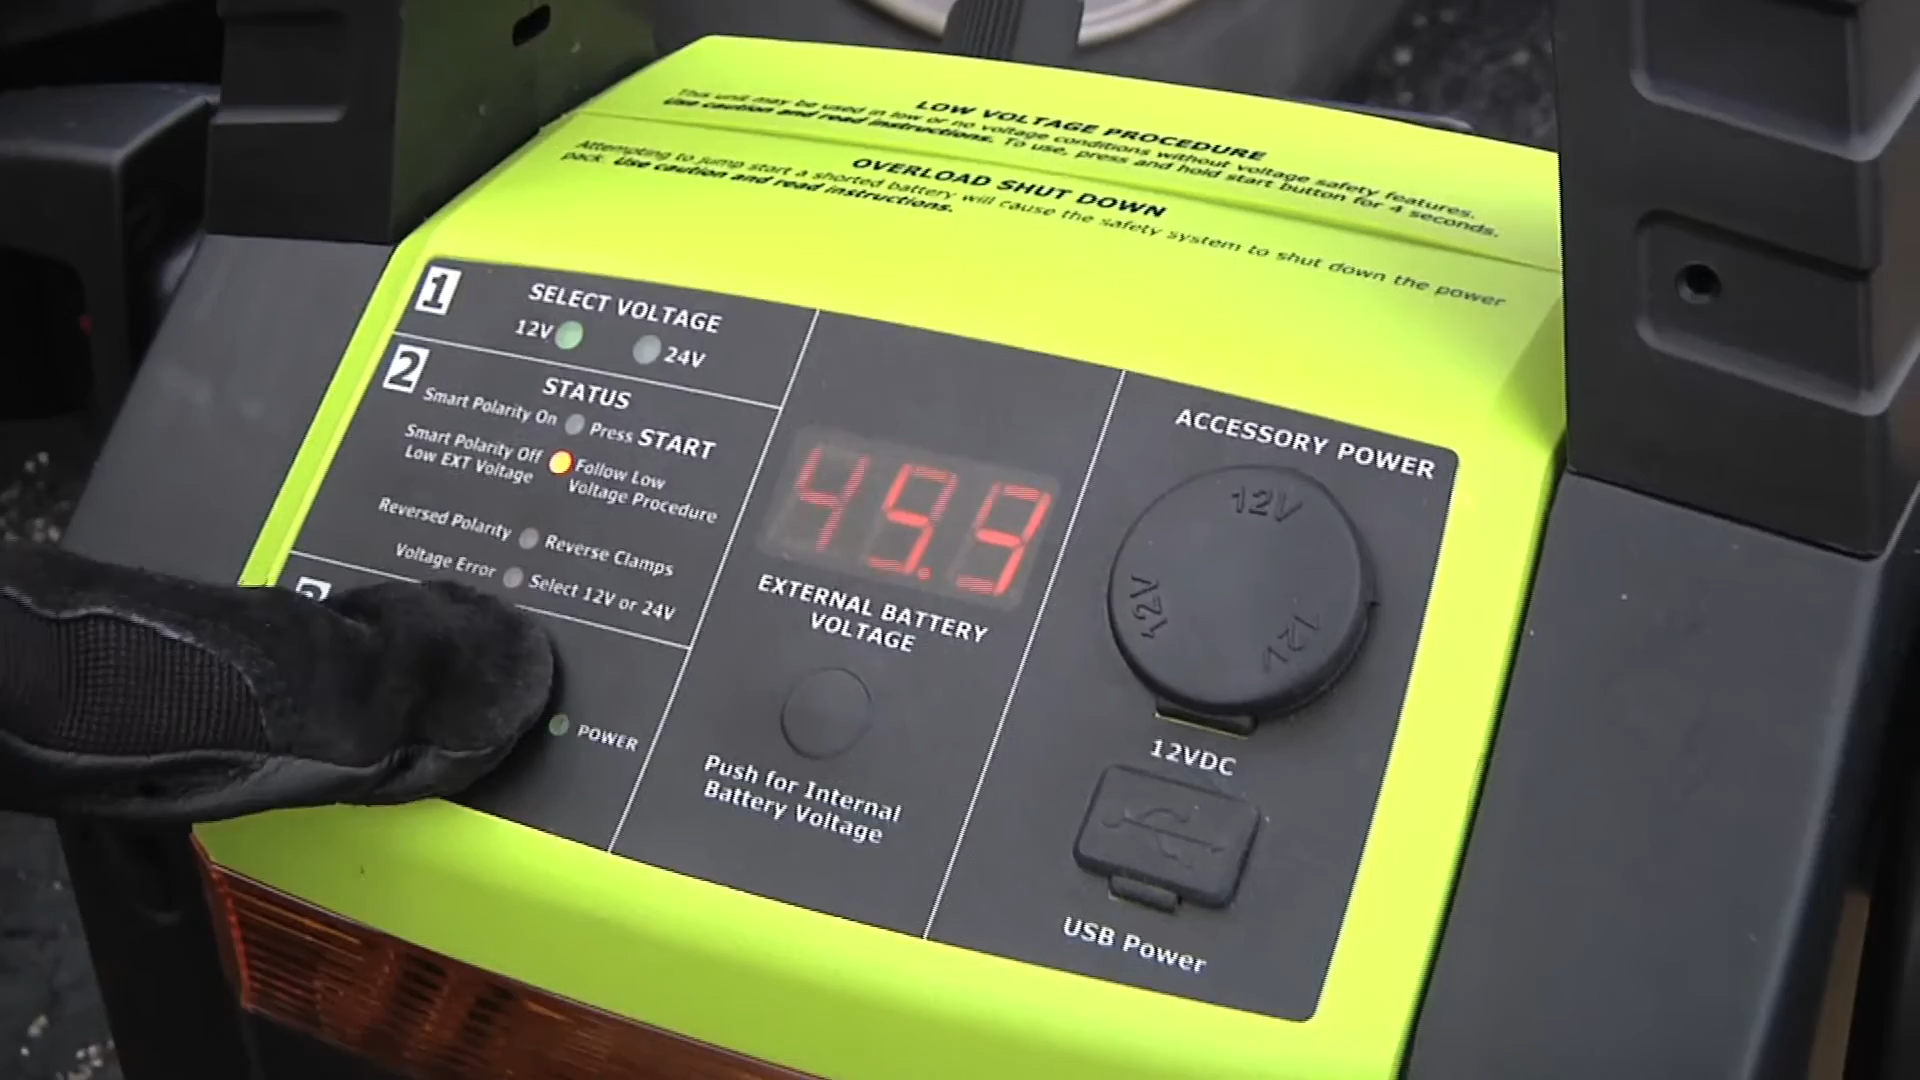 LOW VOLTAGE PROCEDURE
This unit may be used in low or no voltage conditions without voltage safety features.
Use caution and read instructions. To use, press and hold start button for 4 seconds.
OVERLOAD SHUT DOWN
Attempting to jump start a shorted battery will cause the safety system to shut down the power
pack. Use caution and read instructions.
1
SELECT VOLTAGE
12V 24V
2
STATUS
Smart Polarity On Press START
Smart Polarity Off Follow Low
Low EXT Voltage Voltage Procedure
Reversed Polarity Reverse Clamps
Voltage Error Select 12V or 24V
POWER
EXTERNAL BATTERY
VOLTAGE
Push for Internal
Battery Voltage
ACCESSORY POWER
12V
12V
12V
12VDC
USB Power